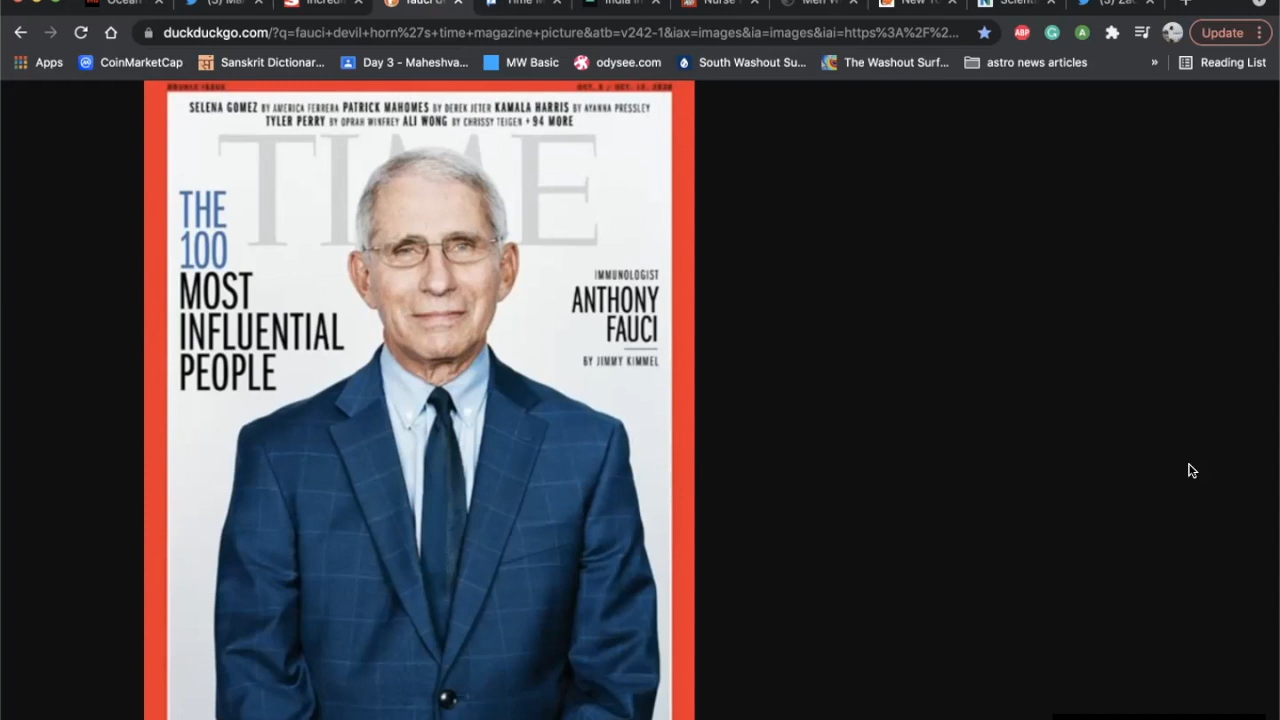 (3) Za
duckduckgo.com/?q=fauci+devil+horn%27s+time+magazine+picture&atb=v242-1&iax=images&ia=images&iai=https%3A%2F%2...
Update
Apps
CoinMarketCap
Sanskrit Dictionar...
Day 3 - Maheshva...
MW Basic
odysee.com
South Washout Su...
The Washout Surf...
astro news articles
»
Reading List
SELENA GOMEZ BY AMERICA FERRERA PATRICK MAHOMES BY DEREK JETER KAMALA HARRIS BY AYANNA PRESSLEY
TYLER PERRY BY OPRAH WINFREY ALI WONG BY CHRISSY TEIGEN + 94 MORE
TIME
THE
100
MOST
INFLUENTIAL
PEOPLE
IMMUNOLOGIST
ANTHONY
FAUCI
BY JIMMY KIMMEL